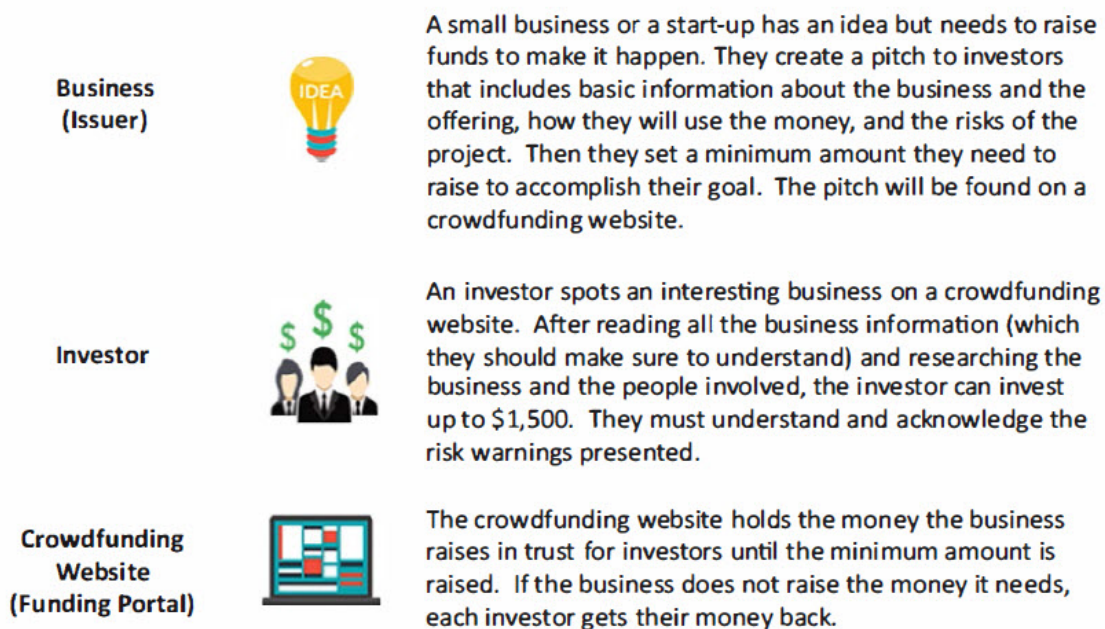 Business
(Issuer)
IDEA
A small business or a start-up has an idea but needs to raise
funds to make it happen. They create a pitch to investors
that includes basic information about the business and the
offering, how they will use the money, and the risks of the
project. Then they set a minimum amount they need to
raise to accomplish their goal. The pitch will be found on a
crowdfunding website.
Investor
$ $ $
An investor spots an interesting business on a crowdfunding
website. After reading all the business information (which
they should make sure to understand) and researching the
business and the people involved, the investor can invest
up to $1,500. They must understand and acknowledge the
risk warnings presented.
Crowdfunding
Website
(Funding Portal)
The crowdfunding website holds the money the business
raises in trust for investors until the minimum amount is
raised. If the business does not raise the money it needs,
each investor gets their money back.